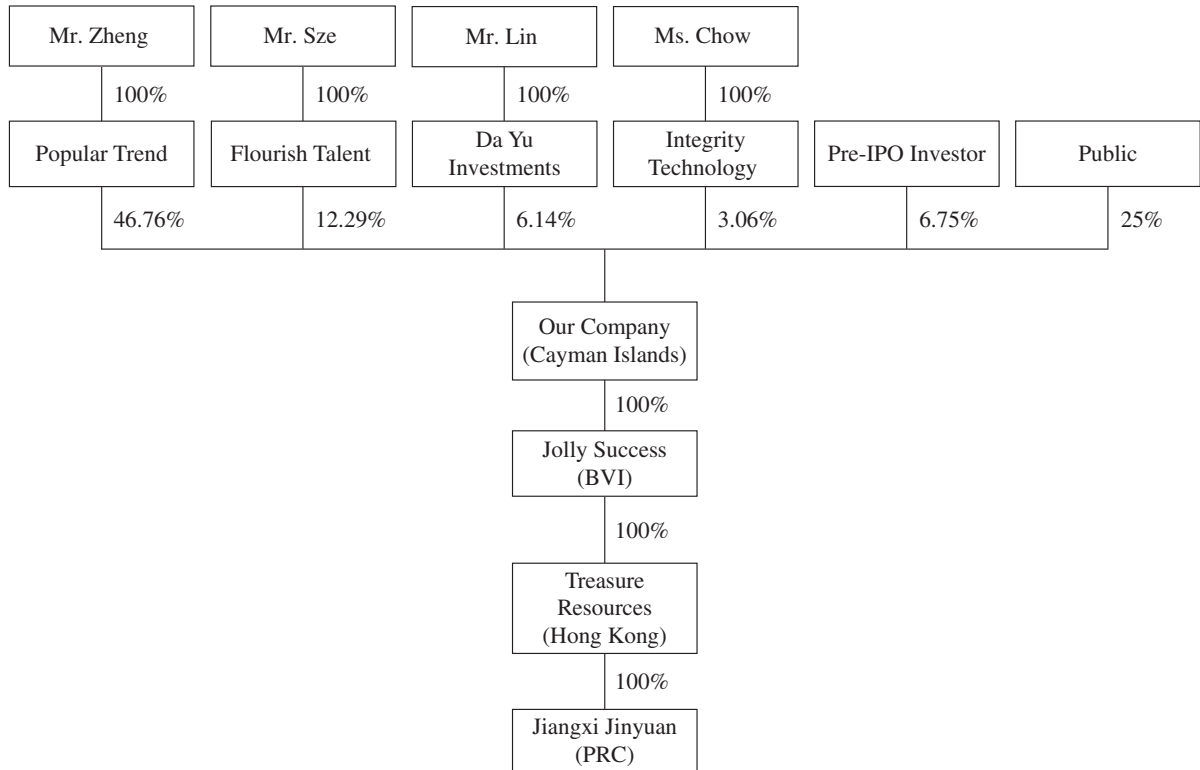 Mr. Zheng
Mr. Sze
Mr. Lin
Ms. Chow
100%
100%
100%
100%
Popular Trend
Flourish Talent
Da Yu
Investments
Integrity
Technology
Pre-IPO Investor
Public
46.76%
12.29%
6.14%
3.06%
6.75%
25%
Our Company
(Cayman Islands)
100%
Jolly Success
(BVI)
100%
Treasure
Resources
(Hong Kong)
100%
Jiangxi Jinyuan
(PRC)